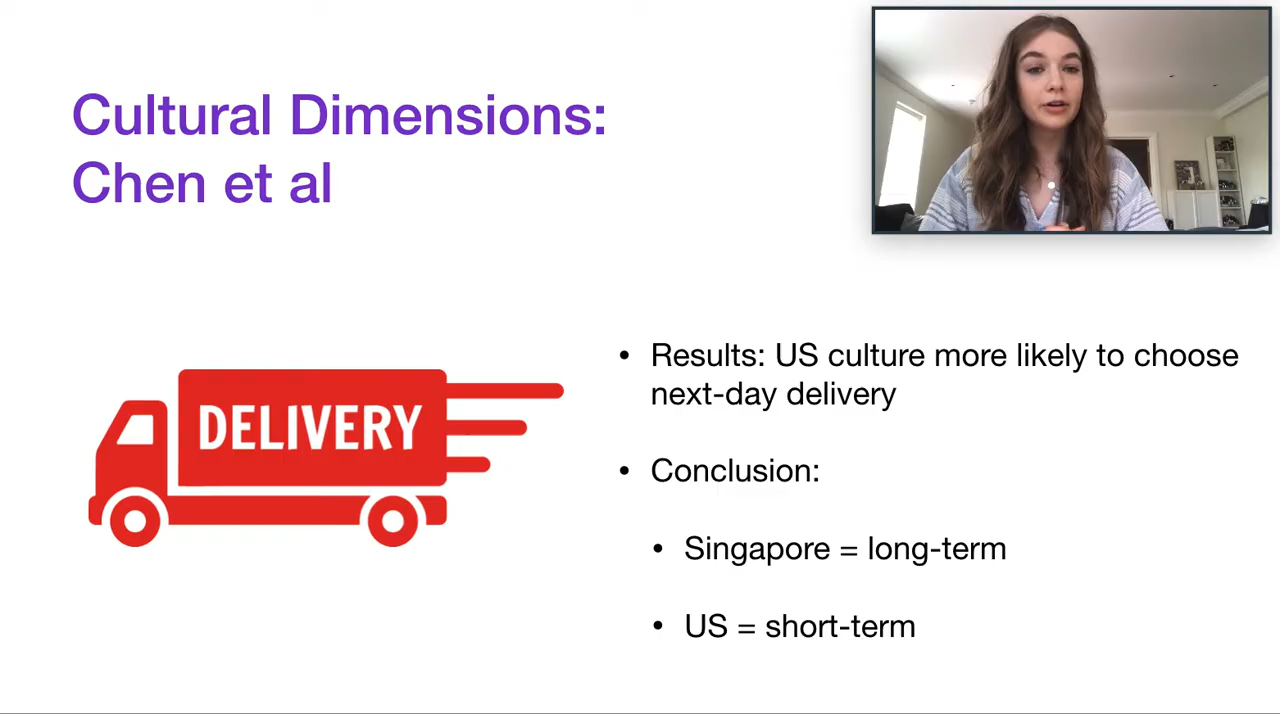 Cultural Dimensions:
Chen et al
DELIVERY
• Results: US culture more likely to choose
next-day delivery
• Conclusion:
• Singapore = long-term
• US = short-term